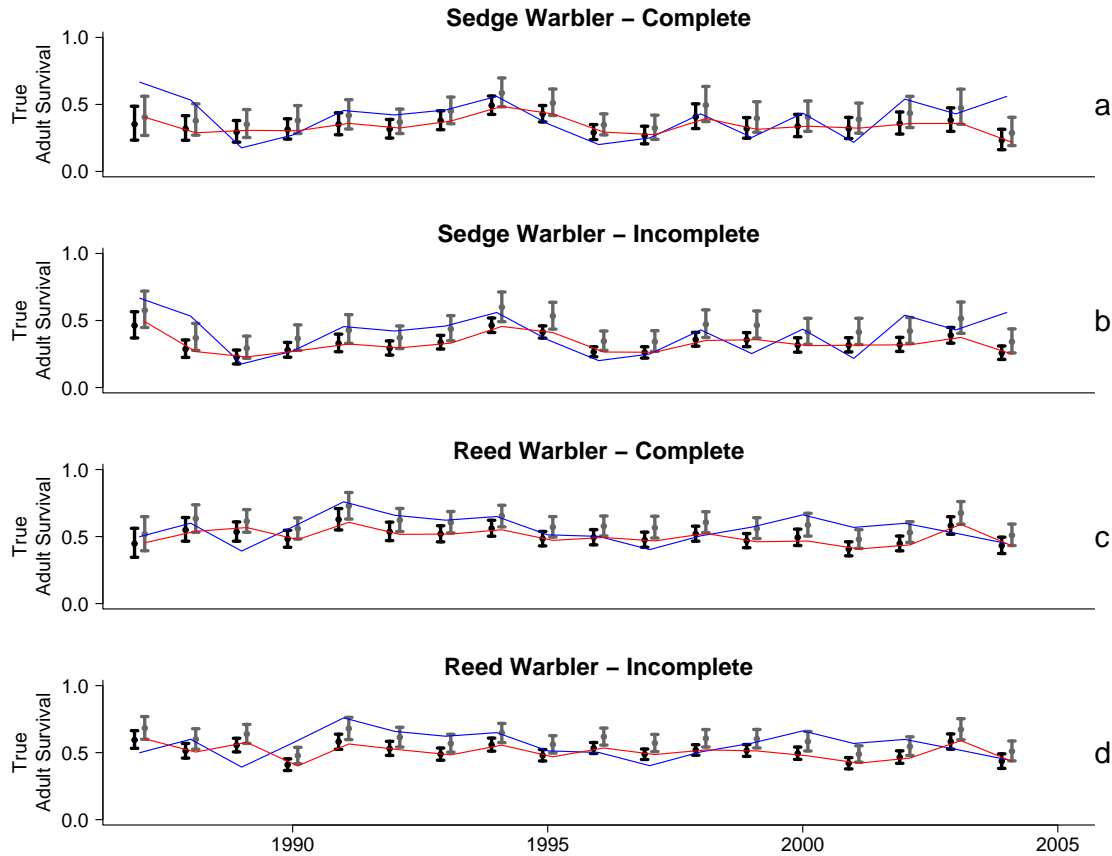 Sedge Warbler – Complete
True
Adult Survival
1.0
0.5
0.0
a
Sedge Warbler – Incomplete
True
Adult Survival
1.0
0.5
0.0
b
Reed Warbler – Complete
True
Adult Survival
1.0
0.5
0.0
c
Reed Warbler – Incomplete
True
Adult Survival
1.0
0.5
0.0
d
1990 1995 2000 2005